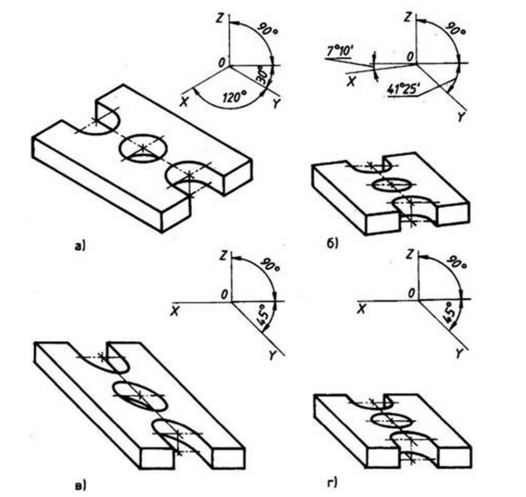 Z 90° 0 30° X 120° Y
а)
Z 90° 7°10' 0 X 41°25' Y
б)
Z 90° 0 X 45° Y
в)
Z 90° 0 X 45° Y
г)